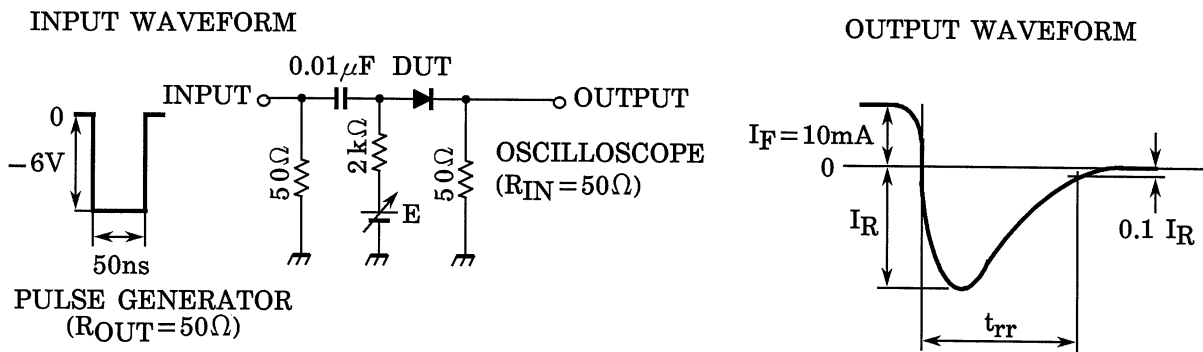 INPUT WAVEFORM
0
−6V
50ns
PULSE GENERATOR
(ROUT=50Ω)
0.01μF DUT
INPUT
OUTPUT
50Ω
2kΩ
50Ω
E
OSCILLOSCOPE
(RIN=50Ω)
OUTPUT WAVEFORM
IF=10mA
0
IR
0.1 IR
trr